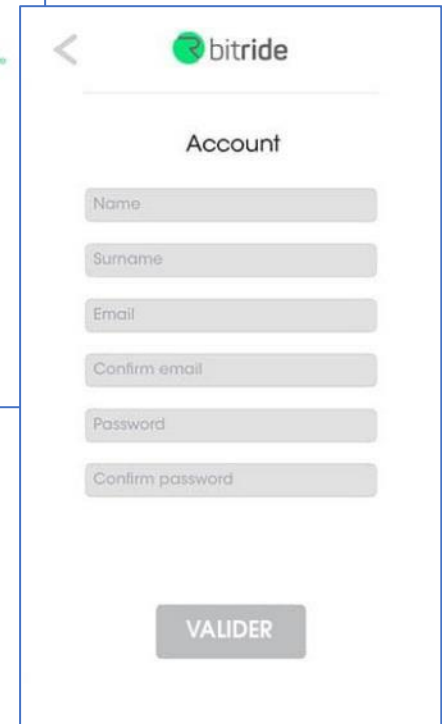 bitride
Account
Name
Surname
Email
Confirm email
Password
Confirm password
VALIDER